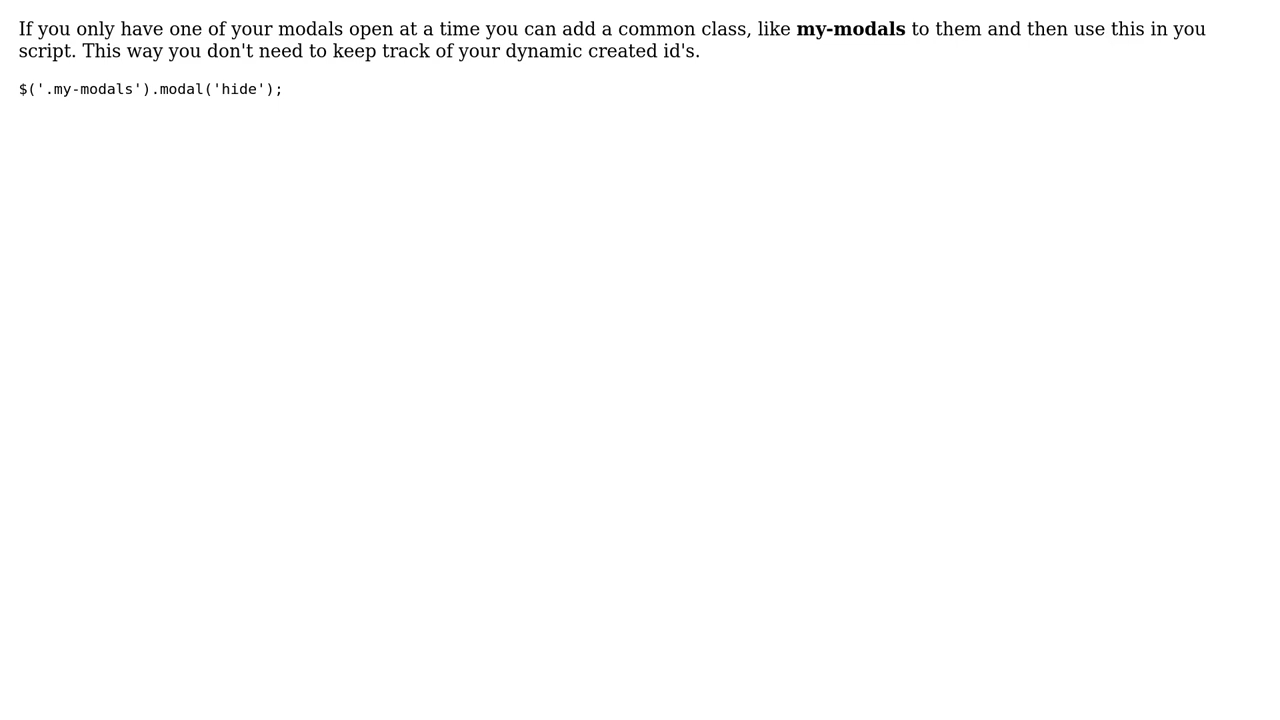 If you only have one of your modals open at a time you can add a common class, like my-modals to them and then use this in you
script. This way you don't need to keep track of your dynamic created id's.
$('.my-modals').modal('hide');